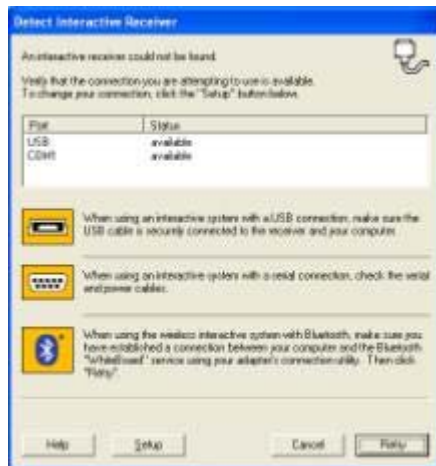 Detect Interactive Receiver
An interactive receiver could not be found.
Verify that the connection you are attempting to use is available.
To change your connection, click the "Setup" button below.
Port Status
USB available
COM1 available
When using an interactive system with a USB connection, make sure the
USB cable is securely connected to the receiver and your computer.
When using an interactive system with a serial connection, check the serial
and power cables.
When using the wireless interactive system with Bluetooth, make sure you
have established a connection between your computer and the Bluetooth
"WhiteBoard" service using your adapter's connection utility. Then click
"Retry".
Help Setup Cancel Retry